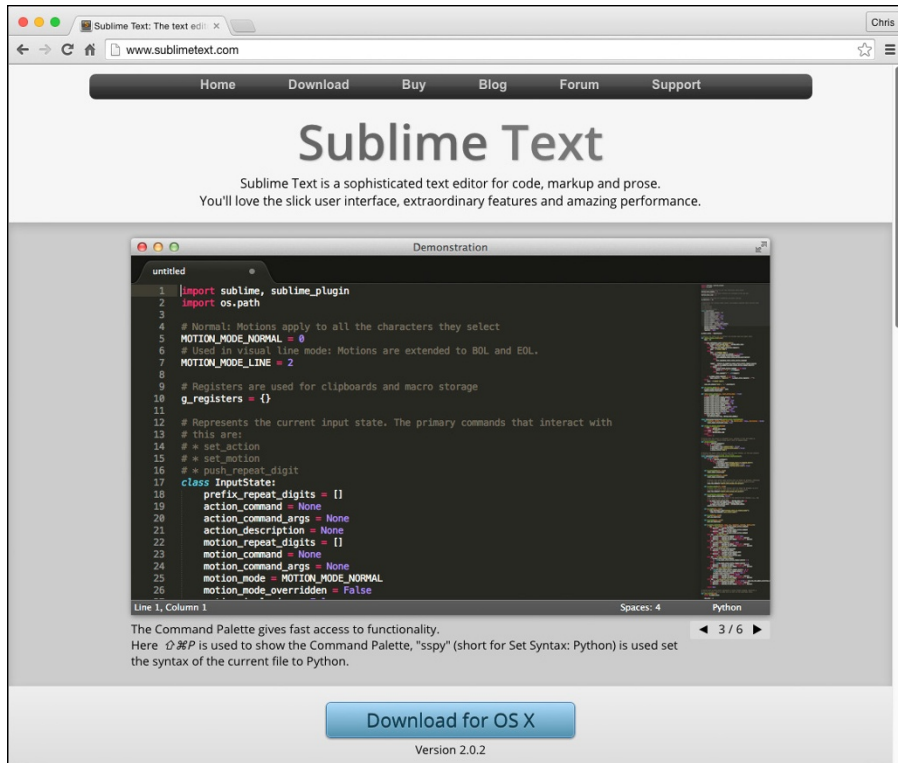 Sublime Text: The text edit
Chris
www.sublimetext.com
Home Download Buy Blog Forum Support
Sublime Text
Sublime Text is a sophisticated text editor for code, markup and prose.
You'll love the slick user interface, extraordinary features and amazing performance.
Demonstration
untitled
1 import sublime, sublime_plugin
2 import os.path
3
4 # Normal: Motions apply to all the characters they select
5 MOTION_MODE_NORMAL = 0
6 # Used in visual line mode: Motions are extended to BOL and EOL.
7 MOTION_MODE_LINE = 2
8
9 # Registers are used for clipboards and macro storage
10 g_registers = {}
11
12 # Represents the current input state. The primary commands that interact with
13 # this are:
14 # * set_action
15 # * set_motion
16 # * push_repeat_digit
17 class InputState:
18 prefix_repeat_digits = []
19 action_command = None
20 action_command_args = None
21 action_description = None
22 motion_repeat_digits = []
23 motion_command = None
24 motion_command_args = None
25 motion_mode = MOTION_MODE_NORMAL
26 motion_mode_overridden = False
Line 1, Column 1 Spaces: 4 Python
The Command Palette gives fast access to functionality.
◀ 3 / 6 ▶
Here ⇧⌘P is used to show the Command Palette, "sspy" (short for Set Syntax: Python) is used set
the syntax of the current file to Python.
Download for OS X
Version 2.0.2